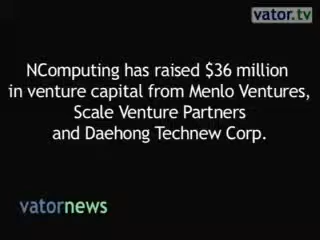 vator.tv
NComputing has raised $36 million
in venture capital from Menlo Ventures,
Scale Venture Partners
and Daehong Technew Corp.
vatornews